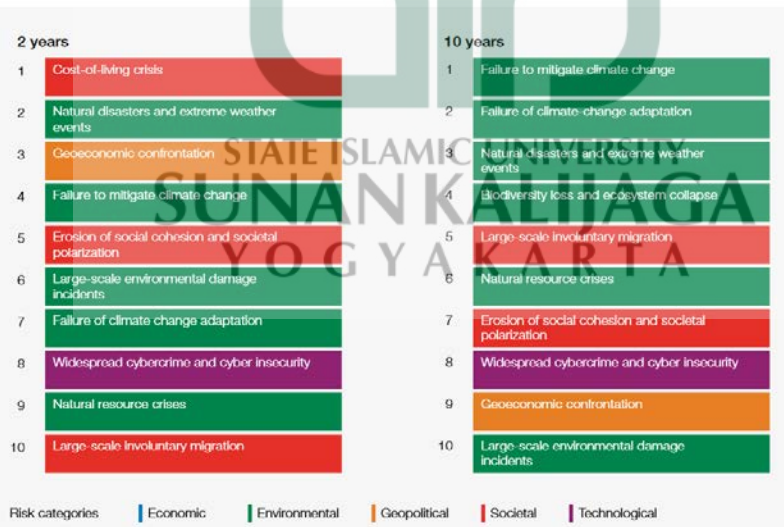 2 years
1 Cost-of-living crisis
2 Natural disasters and extreme weather
events
3 Geoeconomic confrontation
4 Failure to mitigate climate change
5 Erosion of social cohesion and societal
polarization
6 Large-scale environmental damage
incidents
7 Failure of climate change adaptation
8 Widespread cybercrime and cyber insecurity
9 Natural resource crises
10 Large-scale involuntary migration
10 years
1 Failure to mitigate climate change
2 Failure of climate-change adaptation
3 Natural disasters and extreme weather
events
4 Biodiversity loss and ecosystem collapse
5 Large-scale involuntary migration
6 Natural resource crises
7 Erosion of social cohesion and societal
polarization
8 Widespread cybercrime and cyber insecurity
9 Geoeconomic confrontation
10 Large-scale environmental damage
incidents
Risk categories Economic Environmental Geopolitical Societal Technological
STATE ISLAMIC UNIVERSITY
SUNAN KALIJAGA
YOGYAKARTA